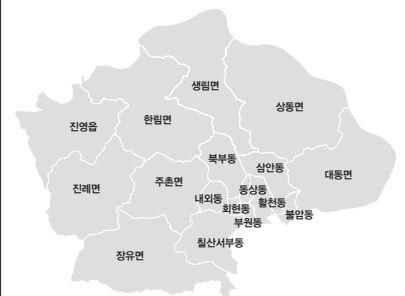 생림면
상동면
한림면
진영읍
북부동
삼안동
대동면
진례면
주촌면
동상동
내외동
활천동
회현동
불암동
부원동
칠산서부동
장유면